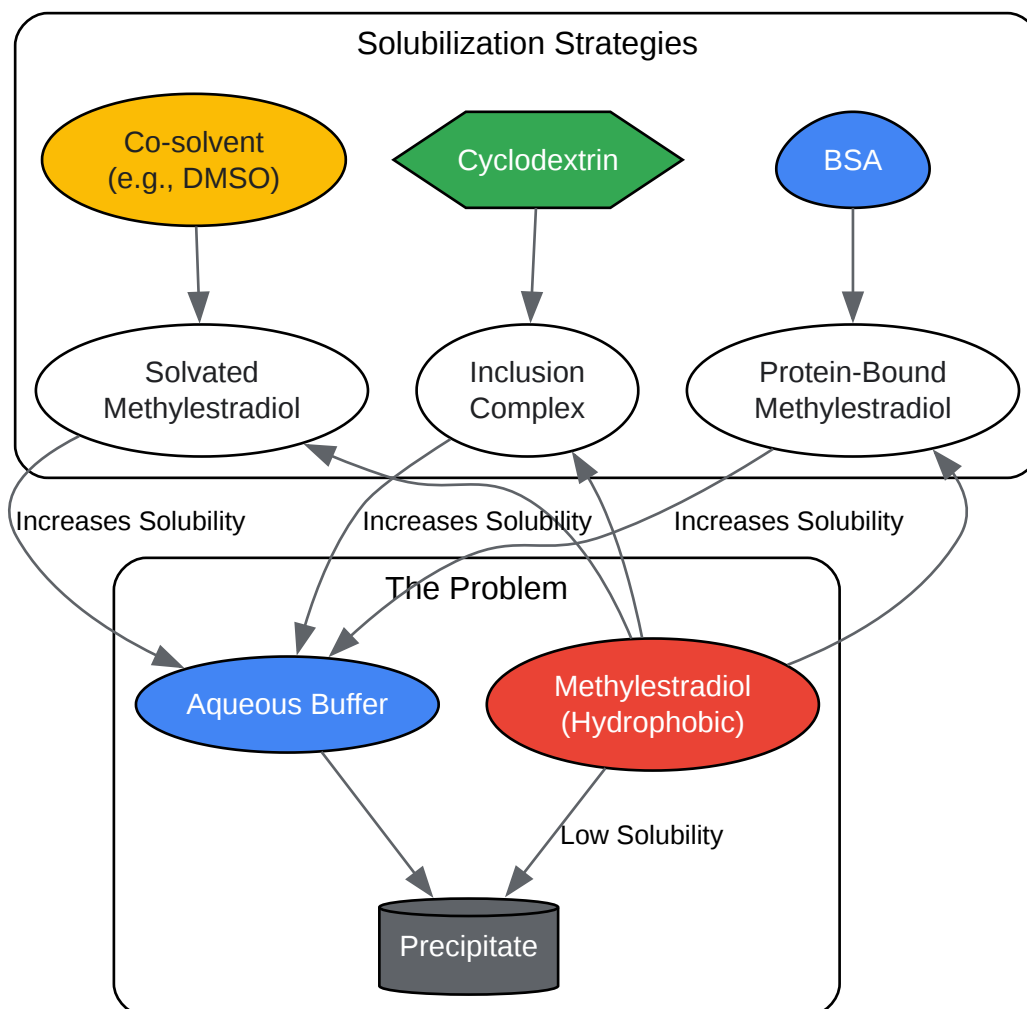 Solubilization Strategies
Co-solvent
(e.g., DMSO)
Cyclodextrin
BSA
Solvated
Methylestradiol
Inclusion
Complex
Protein-Bound
Methylestradiol
Increases Solubility
Increases Solubility
Increases Solubility
The Problem
Aqueous Buffer
Methylestradiol
(Hydrophobic)
Low Solubility
Precipitate